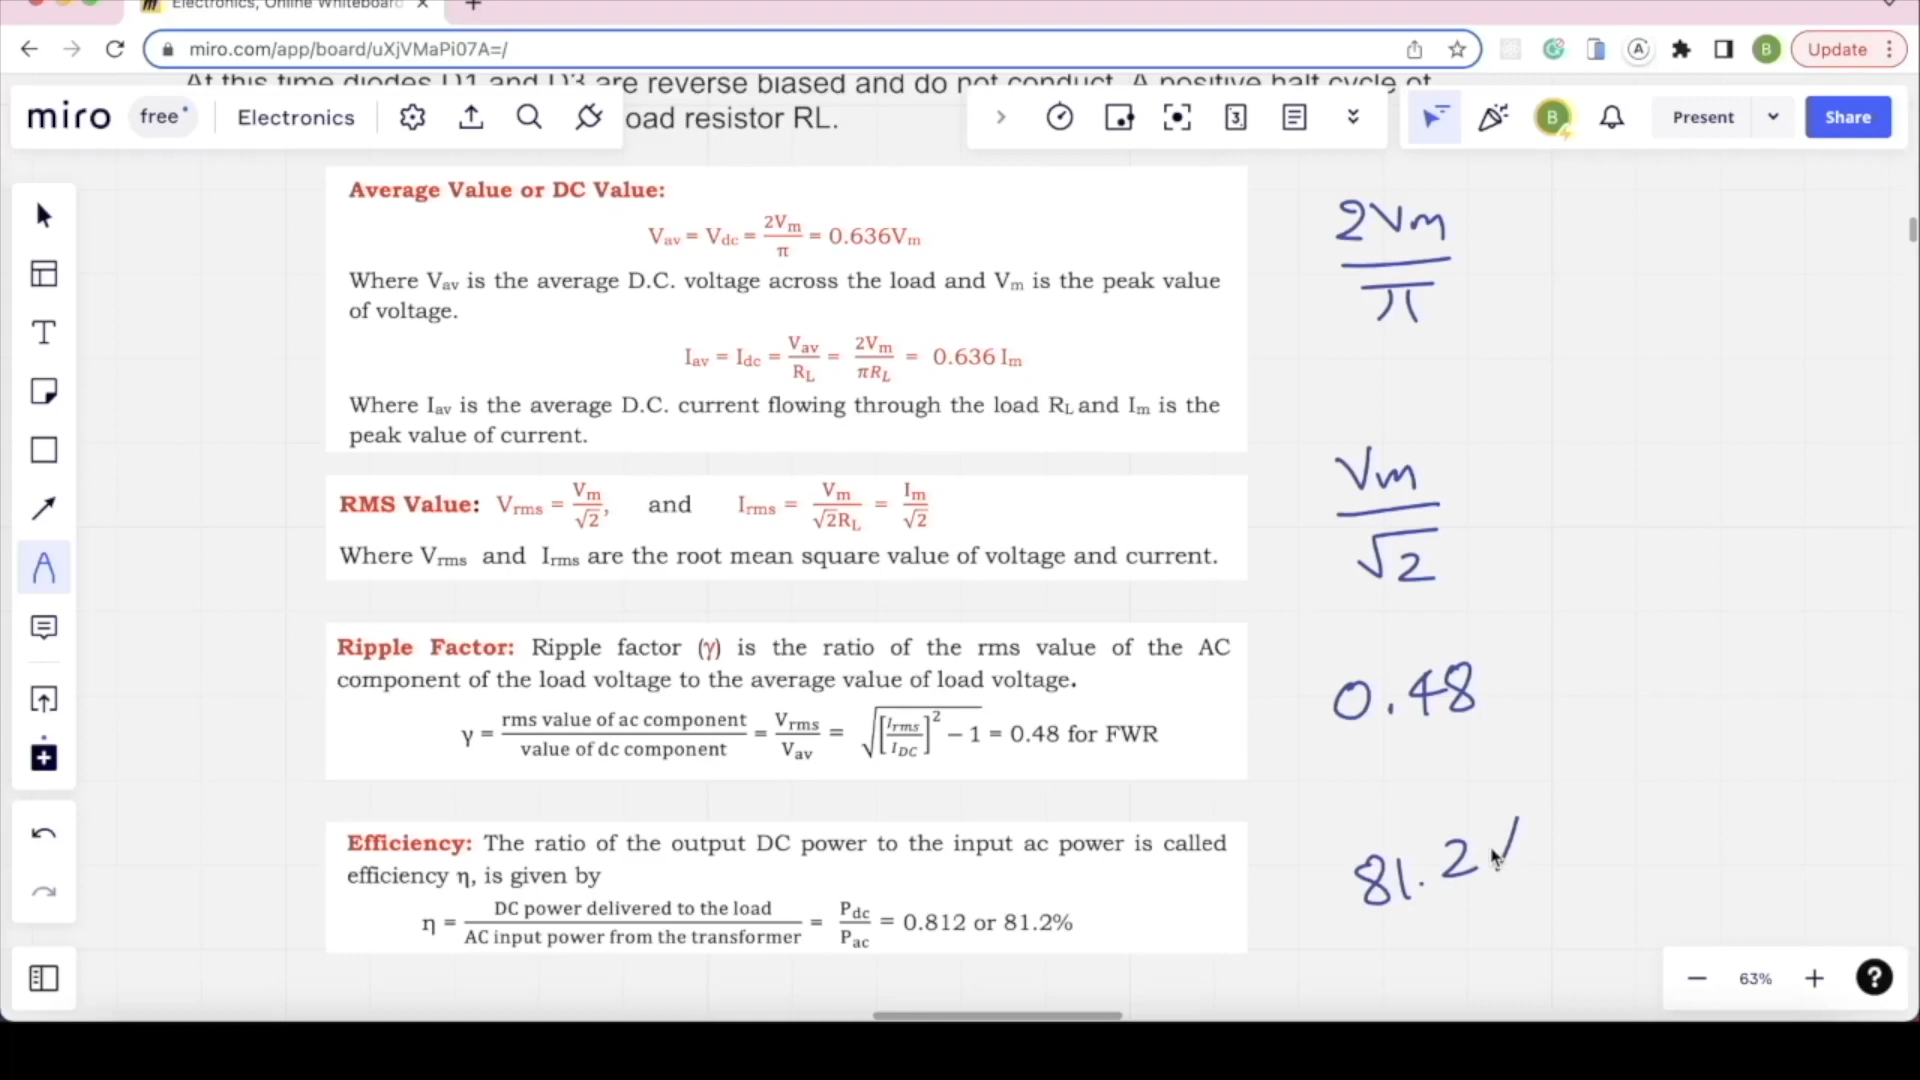 Electronics, Online Whiteboard
miro.com/app/board/uXjVMaPi07A=/
B
Update
At this time diodes D1 and D3 are reverse biased and do not conduct. A positive half cycle of
miro free Electronics
oad resistor RL.
3
B
Present
Share
Average Value or DC Value:
Vav = Vdc = 2Vm/π = 0.636Vm
Where Vav is the average D.C. voltage across the load and Vm is the peak value
of voltage.
Iav = Idc = Vav/RL = 2Vm/πRL = 0.636 Im
Where Iav is the average D.C. current flowing through the load RL and Im is the
peak value of current.
2Vm/π
RMS Value: Vrms = Vm/√2, and Irms = Vm/√2RL = Im/√2
Where Vrms and Irms are the root mean square value of voltage and current.
Vm/√2
Ripple Factor: Ripple factor (γ) is the ratio of the rms value of the AC
component of the load voltage to the average value of load voltage.
γ = rms value of ac component/value of dc component = Vrms/Vav = √[Irms/IDC]² − 1 = 0.48 for FWR
0.48
Efficiency: The ratio of the output DC power to the input ac power is called
efficiency η, is given by
η = DC power delivered to the load/AC input power from the transformer = Pdc/Pac = 0.812 or 81.2%
81.2
63%